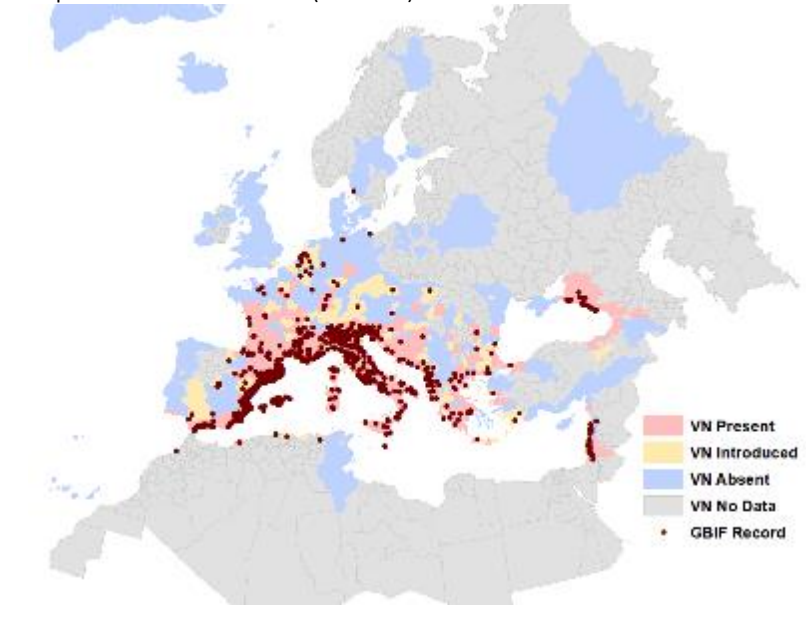 VN Present
VN Introduced
VN Absent
VN No Data
GBIF Record